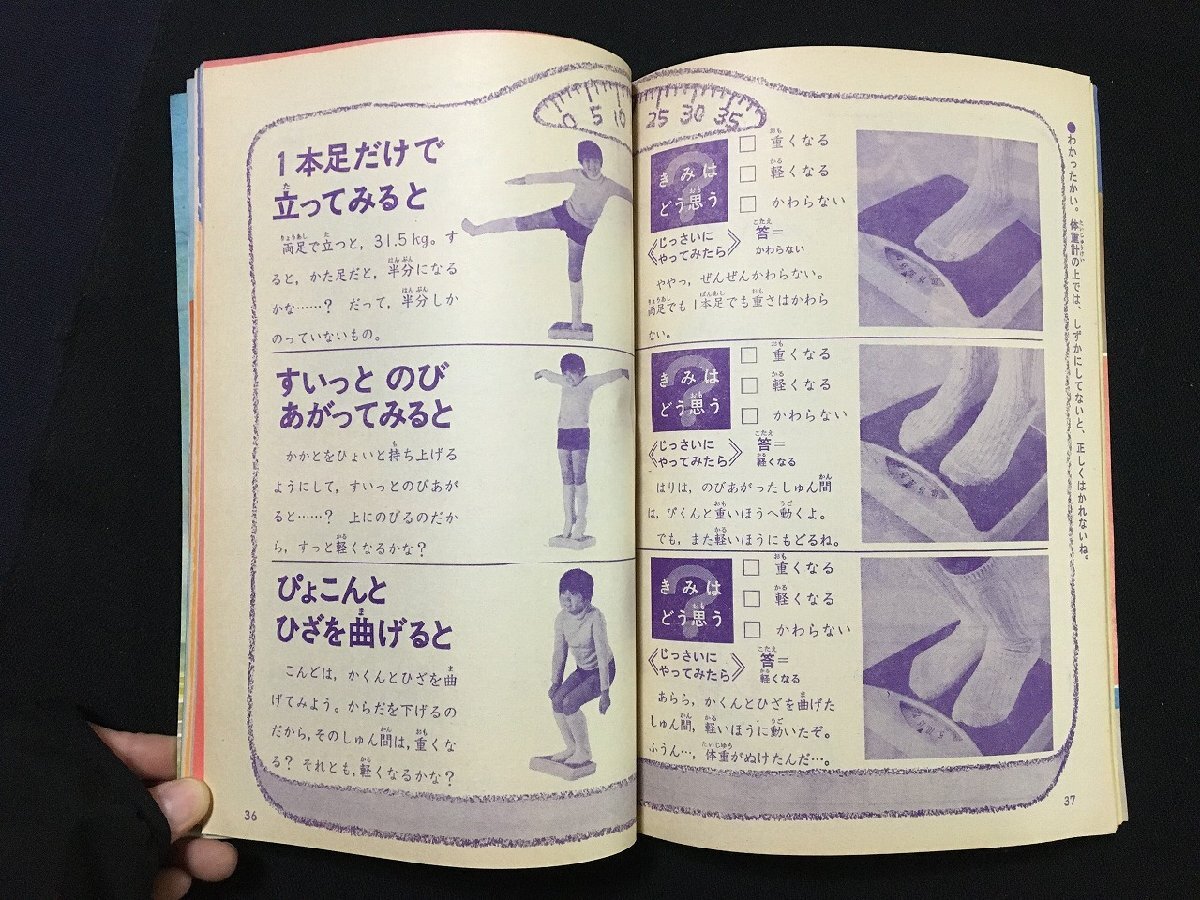 0 5 10 25 30 35
1本足だけで
立ってみると
両足で立つと，31.5kg。す
ると，かた足だと，半分になる
かな……？ だって，半分しか
のっていないもの。
きみは
どう思う
□ 重くなる
□ 軽くなる
□ かわらない
《じっさいに
やってみたら》
答＝
かわらない
ややっ，ぜんぜんかわらない。
両足でも1本足でも重さはかわら
ない。
すいっと のび
あがってみると
かかとをひょいと持ち上げる
ようにして，すいっとのびあが
ると……？ 上にのびるのだか
ら，すっと軽くなるかな？
きみは
どう思う
□ 重くなる
□ 軽くなる
□ かわらない
《じっさいに
やってみたら》
答＝
軽くなる
はりは，のびあがったしゅん間
は，ぴくんと重いほうへ動くよ。
でも，また軽いほうにもどるね。
ぴょこんと
ひざを曲げると
こんどは，かくんとひざを曲
げてみよう。からだを下げるの
だから，そのしゅん間は，重くな
る？ それとも，軽くなるかな？
きみは
どう思う
□ 重くなる
□ 軽くなる
□ かわらない
《じっさいに
やってみたら》
答＝
軽くなる
あらら，かくんとひざを曲げた
しゅん間，軽いほうに動いたぞ。
ふうん…，体重がぬけたんだ…。
●わかったかい。体重計の上では，しずかにしてないと，正しくはかれないね。
36
37